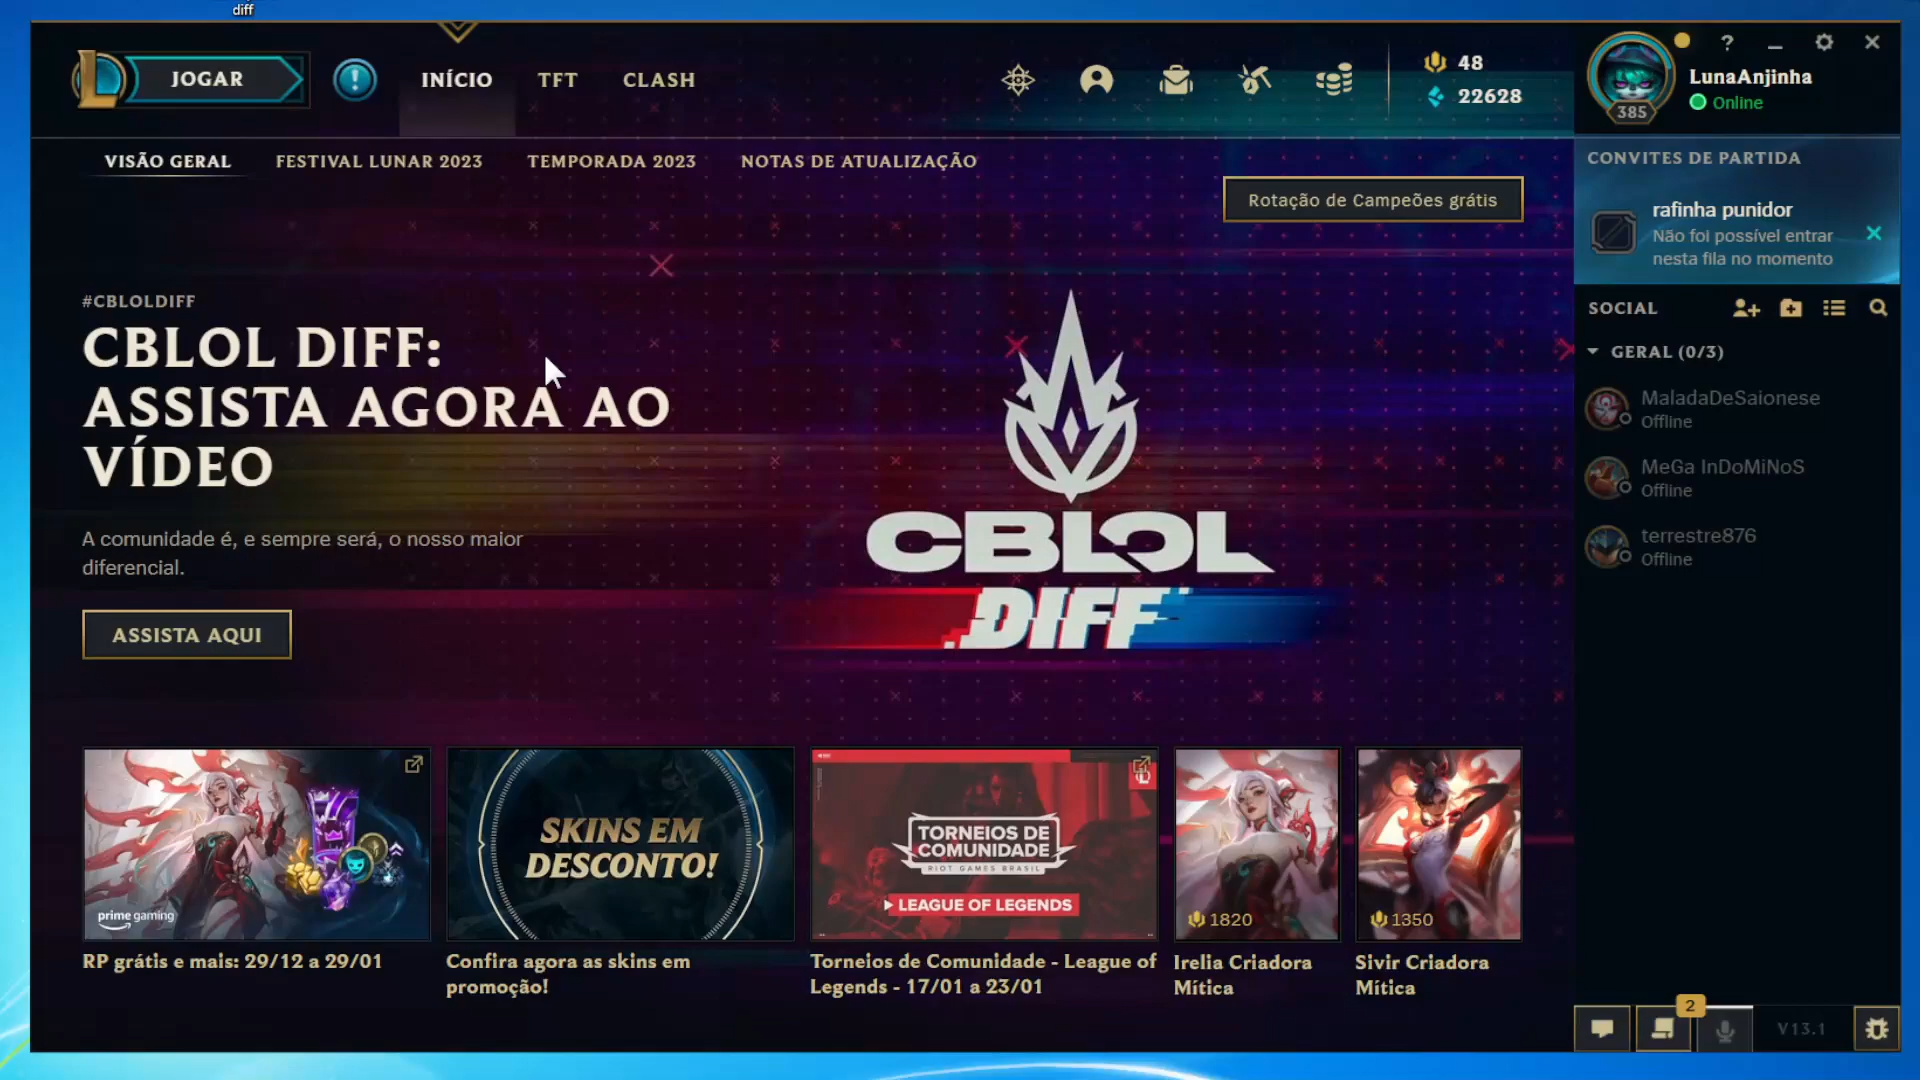 diff
JOGAR
INÍCIO
TFT
CLASH
48
22628
385
LunaAnjinha
Online
VISÃO GERAL
FESTIVAL LUNAR 2023
TEMPORADA 2023
NOTAS DE ATUALIZAÇÃO
Rotação de Campeões grátis
CONVITES DE PARTIDA
rafinha punidor
Não foi possível entrar
nesta fila no momento
SOCIAL
GERAL (0/3)
MaladaDeSaionese
Offline
MeGa InDoMiNoS
Offline
terrestre876
Offline
#CBLOLDIFF
CBLOL DIFF:
ASSISTA AGORA AO
VÍDEO
A comunidade é, e sempre será, o nosso maior
diferencial.
ASSISTA AQUI
CBLOL
.DIFF
prime gaming
RP grátis e mais: 29/12 a 29/01
SKINS EM
DESCONTO!
Confira agora as skins em
promoção!
TORNEIOS DE
COMUNIDADE
RIOT GAMES BRASIL
LEAGUE OF LEGENDS
Torneios de Comunidade - League of
Legends - 17/01 a 23/01
1820
Irelia Criadora
Mítica
1350
Sivir Criadora
Mítica
2
V13.1